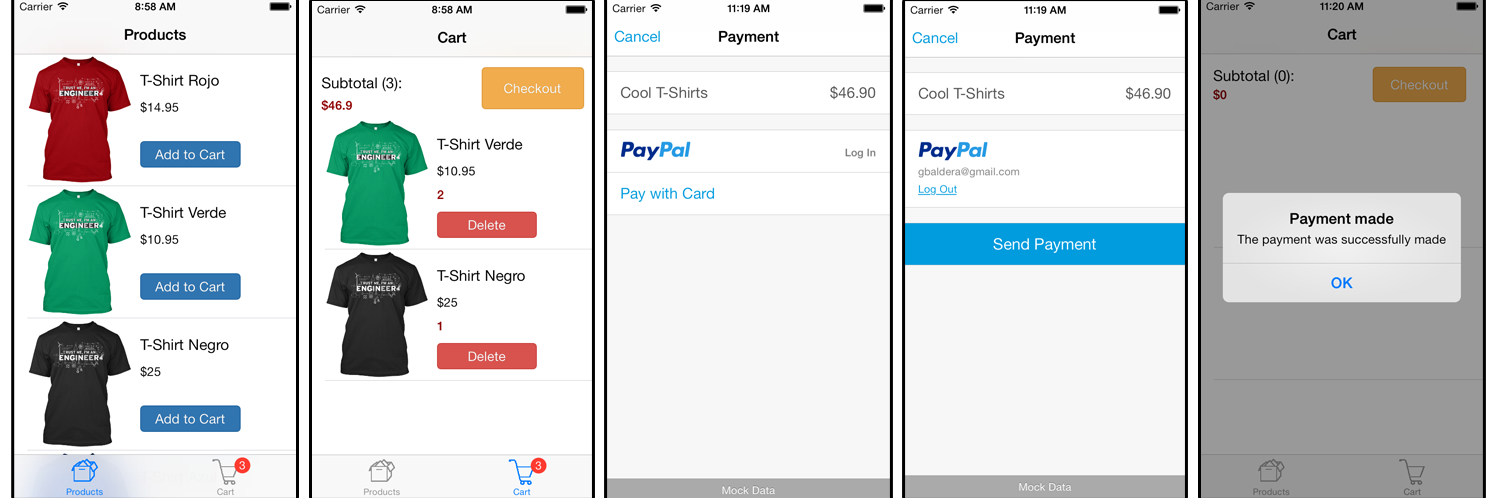 Carrier 8:58 AM
Products
T-Shirt Rojo
$14.95
Add to Cart
TRUST ME, I'M AN
ENGINEER
T-Shirt Verde
$10.95
Add to Cart
TRUST ME, I'M AN
ENGINEER
T-Shirt Negro
$25
Add to Cart
TRUST ME, I'M AN
ENGINEER
Products
3
Cart
Carrier 8:58 AM
Cart
Subtotal (3):
$46.9
Checkout
T-Shirt Verde
$10.95
2
Delete
TRUST ME, I'M AN
ENGINEER
T-Shirt Negro
$25
1
Delete
TRUST ME, I'M AN
ENGINEER
Products
3
Cart
Carrier 11:19 AM
Cancel Payment
Cool T-Shirts $46.90
PayPal Log In
Pay with Card
Mock Data
Carrier 11:19 AM
Cancel Payment
Cool T-Shirts $46.90
PayPal
gbaldera@gmail.com
Log Out
Send Payment
Mock Data
Carrier 11:20 AM
Cart
Subtotal (0):
$0
Checkout
Payment made
The payment was successfully made
OK
Products
Cart